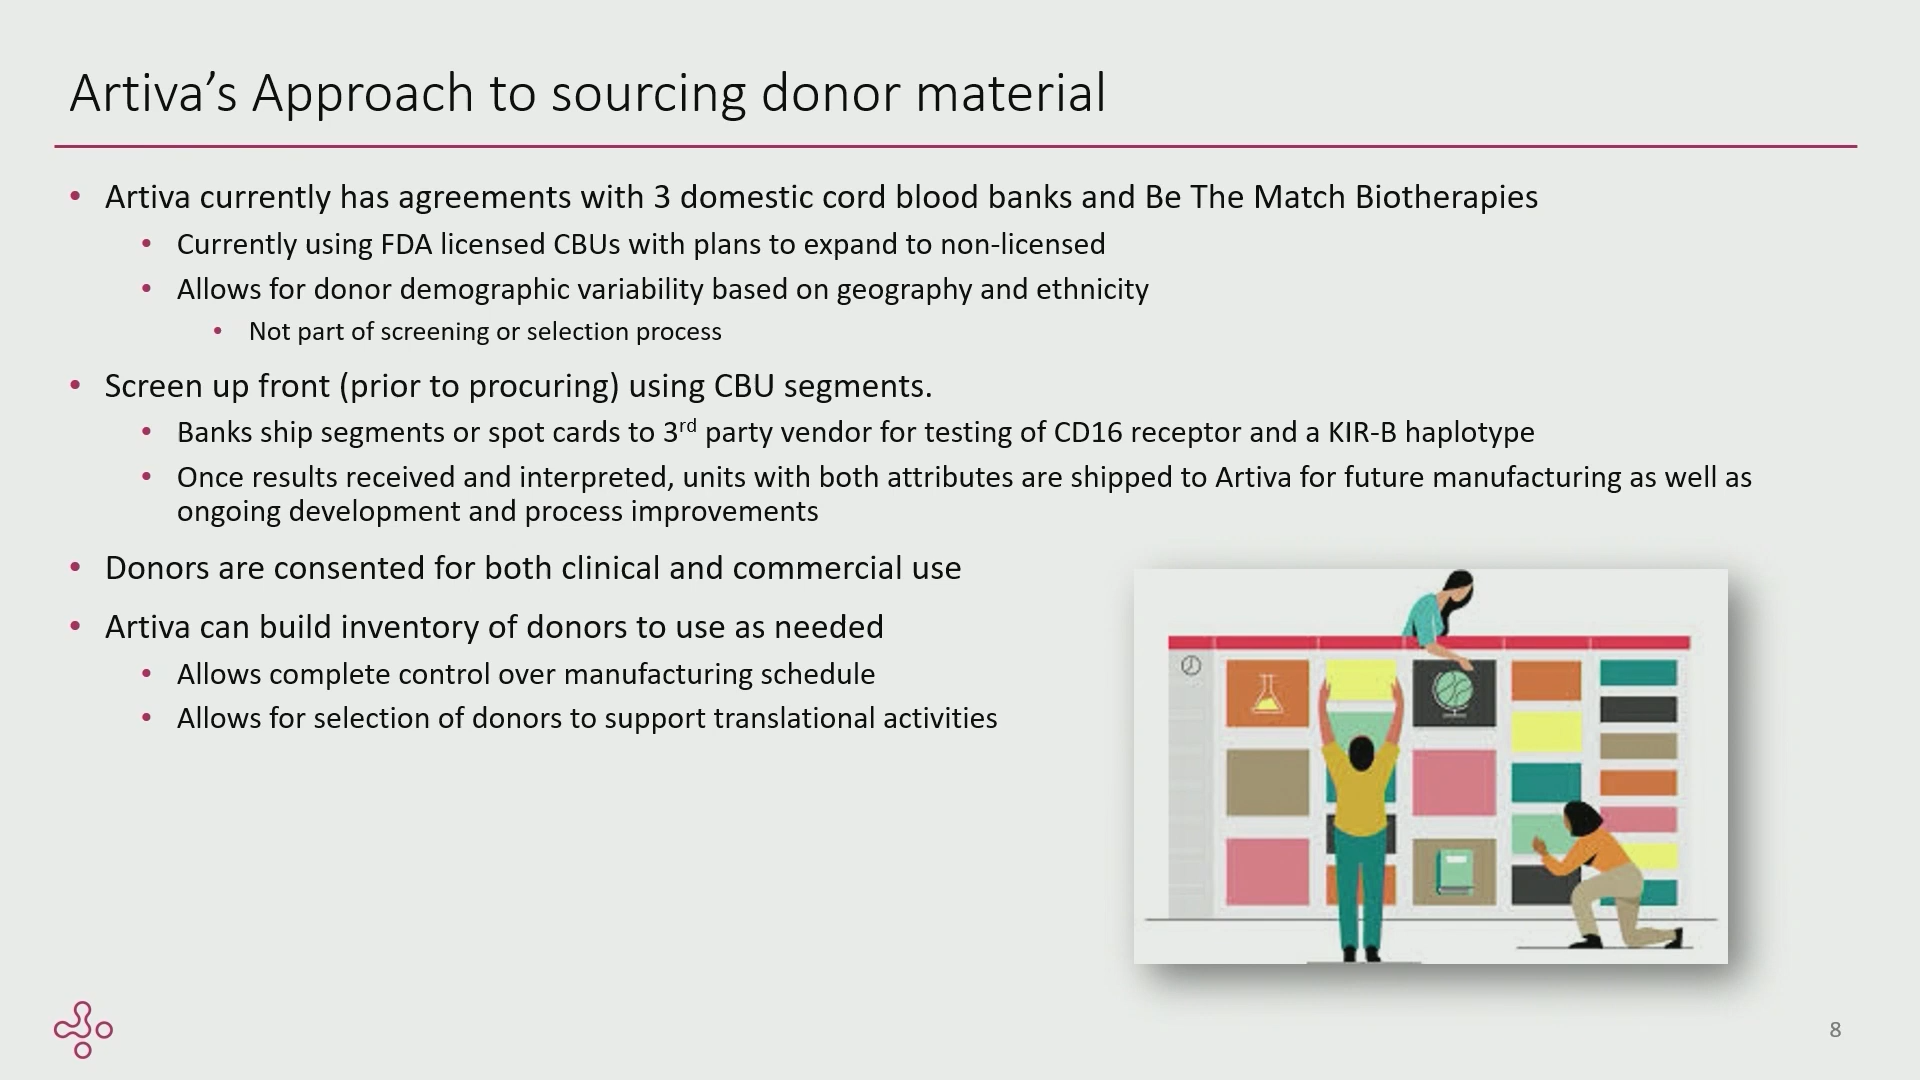 Artiva’s Approach to sourcing donor material
• Artiva currently has agreements with 3 domestic cord blood banks and Be The Match Biotherapies
• Currently using FDA licensed CBUs with plans to expand to non-licensed
• Allows for donor demographic variability based on geography and ethnicity
• Not part of screening or selection process
• Screen up front (prior to procuring) using CBU segments.
• Banks ship segments or spot cards to 3rd party vendor for testing of CD16 receptor and a KIR-B haplotype
• Once results received and interpreted, units with both attributes are shipped to Artiva for future manufacturing as well as
ongoing development and process improvements
• Donors are consented for both clinical and commercial use
• Artiva can build inventory of donors to use as needed
• Allows complete control over manufacturing schedule
• Allows for selection of donors to support translational activities
8